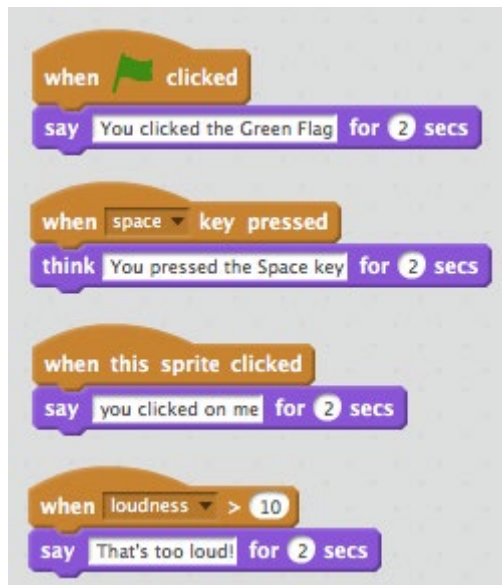 when clicked
say You clicked the Green Flag for 2 secs
when space key pressed
think You pressed the Space key for 2 secs
when this sprite clicked
say you clicked on me for 2 secs
when loudness > 10
say That's too loud! for 2 secs